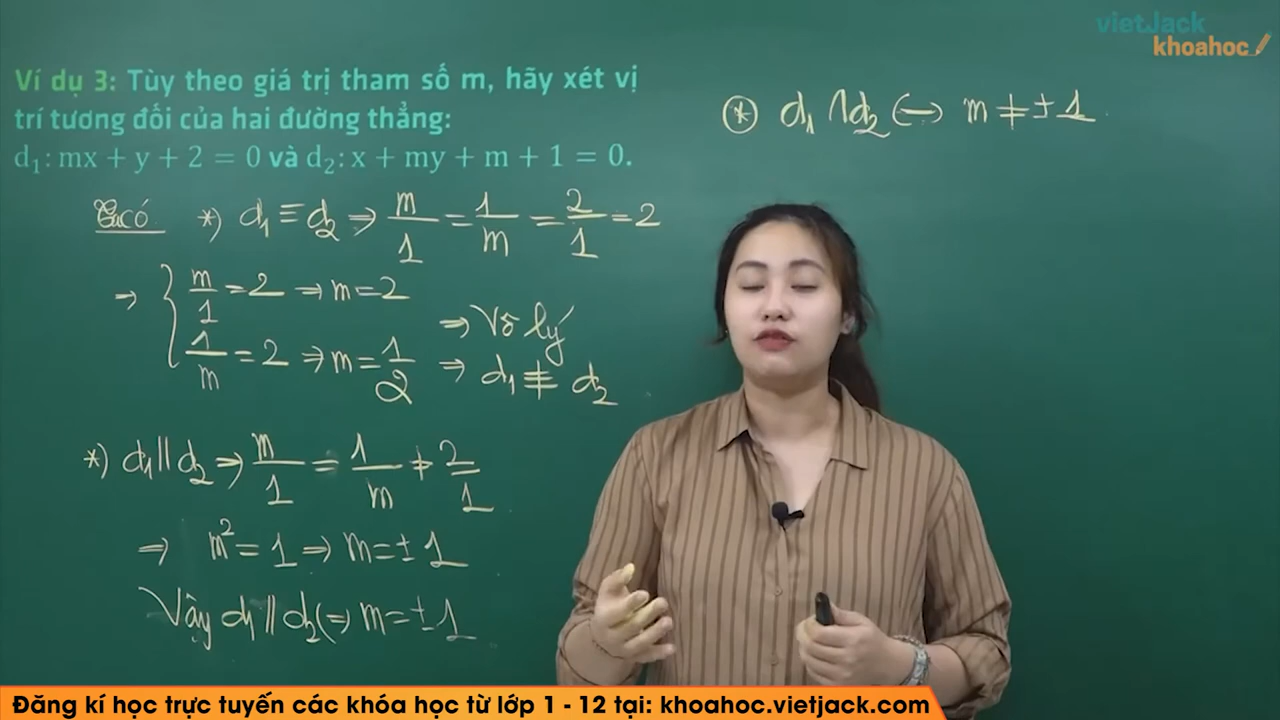 vietJack
khoahoc
Ví dụ 3: Tùy theo giá trị tham số m, hãy xét vị
trí tương đối của hai đường thẳng:
d₁: mx + y + 2 = 0 và d₂: x + my + m + 1 = 0.
Ta có *) d₁ ≡ d₂ ⇒ m/1 = 1/m = 2/1 = 2
⇒ { m/1 = 2 ⇒ m = 2
1/m = 2 ⇒ m = 1/2
⇒ Vô lý
⇒ d₁ ≢ d₂
*) d₁ // d₂ ⇒ m/1 = 1/m ≠ 2/1
⇒ m² = 1 ⇒ m = ± 1
Vậy d₁ // d₂ ⇔ m = ± 1
* d₁ ∩ d₂ ⇔ m ≠ ± 1
Đăng kí học trực tuyến các khóa học từ lớp 1 - 12 tại: khoahoc.vietjack.com